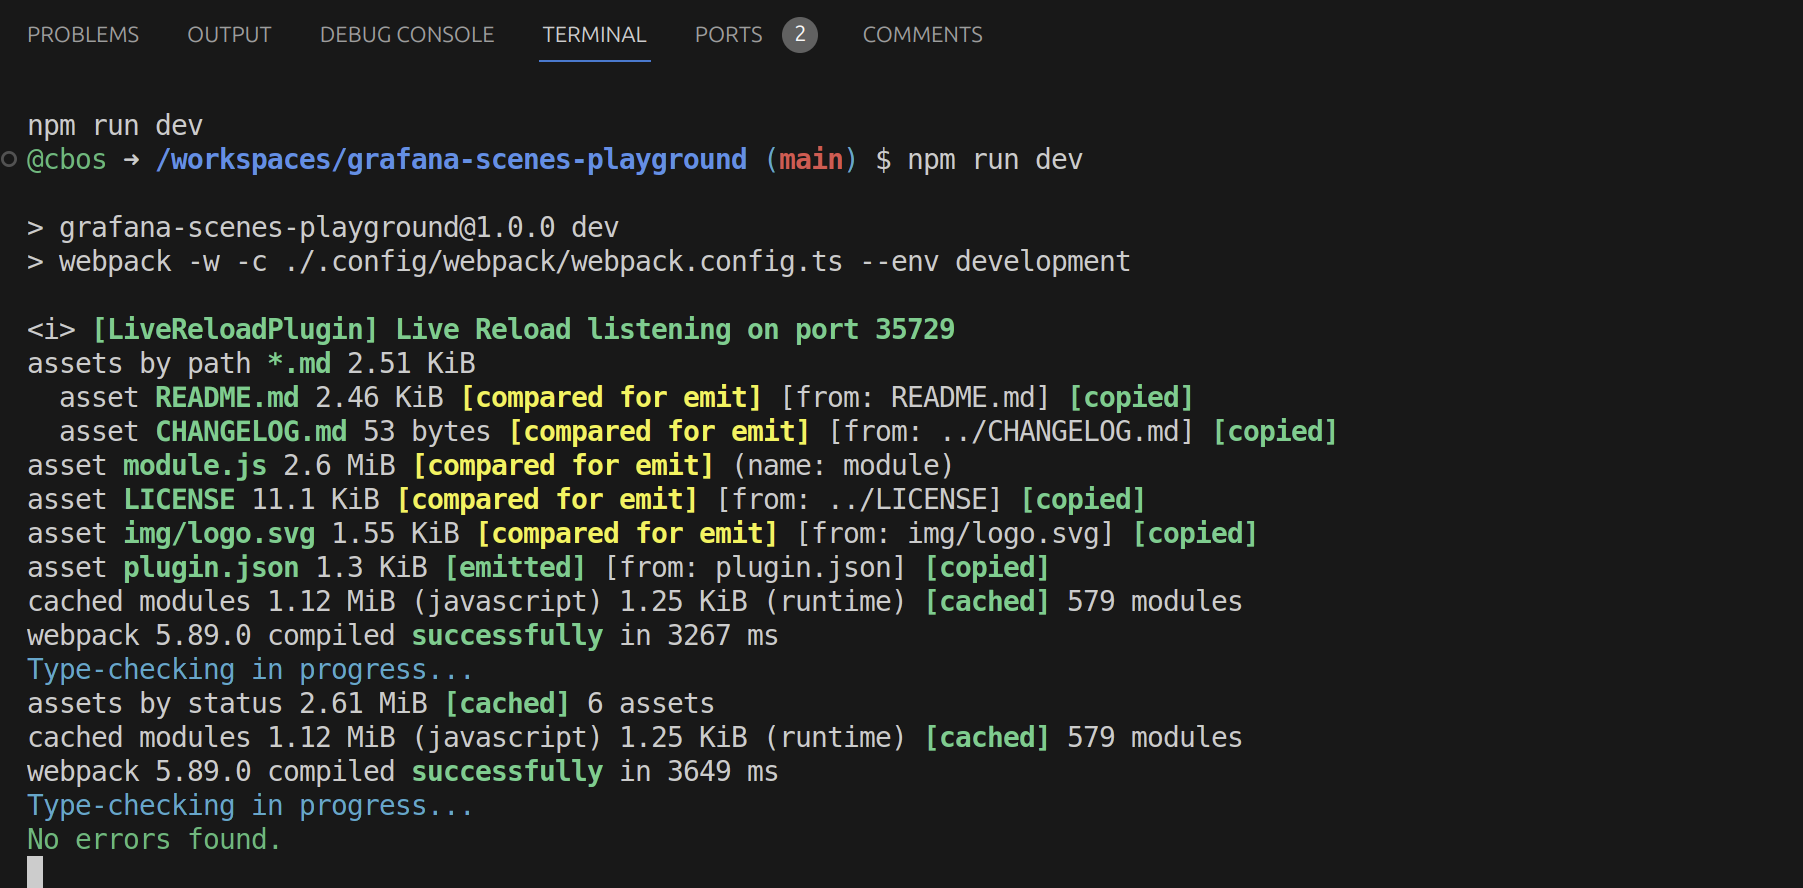 PROBLEMS OUTPUT DEBUG CONSOLE TERMINAL PORTS 2 COMMENTS
npm run dev
@cbos → /workspaces/grafana-scenes-playground (main) $ npm run dev
> grafana-scenes-playground@1.0.0 dev
> webpack -w -c ./.config/webpack/webpack.config.ts --env development
<i> [LiveReloadPlugin] Live Reload listening on port 35729
assets by path *.md 2.51 KiB
  asset README.md 2.46 KiB [compared for emit] [from: README.md] [copied]
  asset CHANGELOG.md 53 bytes [compared for emit] [from: ../CHANGELOG.md] [copied]
asset module.js 2.6 MiB [compared for emit] (name: module)
asset LICENSE 11.1 KiB [compared for emit] [from: ../LICENSE] [copied]
asset img/logo.svg 1.55 KiB [compared for emit] [from: img/logo.svg] [copied]
asset plugin.json 1.3 KiB [emitted] [from: plugin.json] [copied]
cached modules 1.12 MiB (javascript) 1.25 KiB (runtime) [cached] 579 modules
webpack 5.89.0 compiled successfully in 3267 ms
Type-checking in progress...
assets by status 2.61 MiB [cached] 6 assets
cached modules 1.12 MiB (javascript) 1.25 KiB (runtime) [cached] 579 modules
webpack 5.89.0 compiled successfully in 3649 ms
Type-checking in progress...
No errors found.